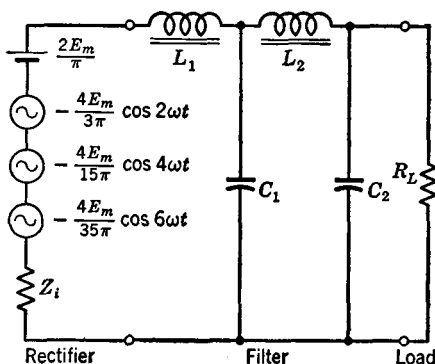 2E_m/π
L_1
L_2
- 4E_m/3π cos 2ωt
- 4E_m/15π cos 4ωt
- 4E_m/35π cos 6ωt
C_1
C_2
R_L
Z_i
Rectifier
Filter
Load